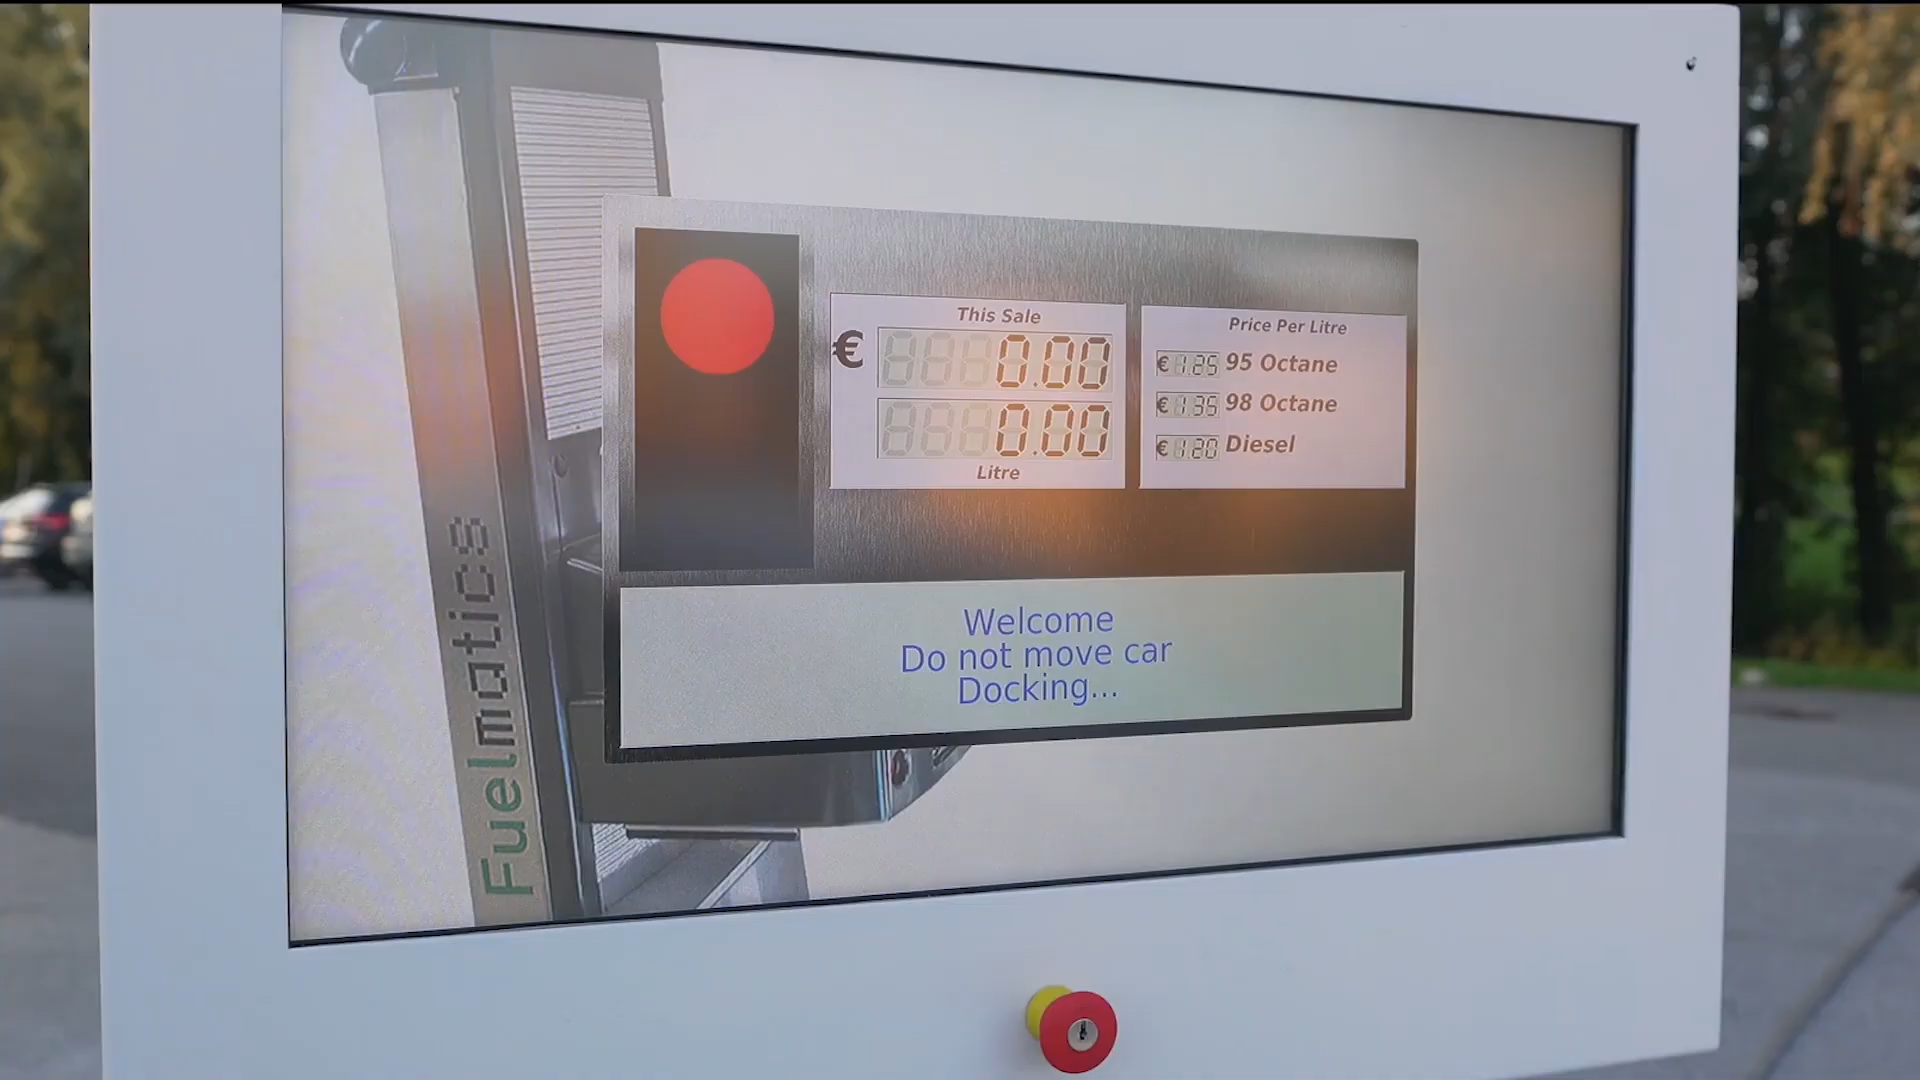 Fuelmatics
This Sale
€ 0.00
0.00
Litre
Price Per Litre
€ 1.25 95 Octane
€ 1.35 98 Octane
€ 1.20 Diesel
Welcome
Do not move car
Docking...